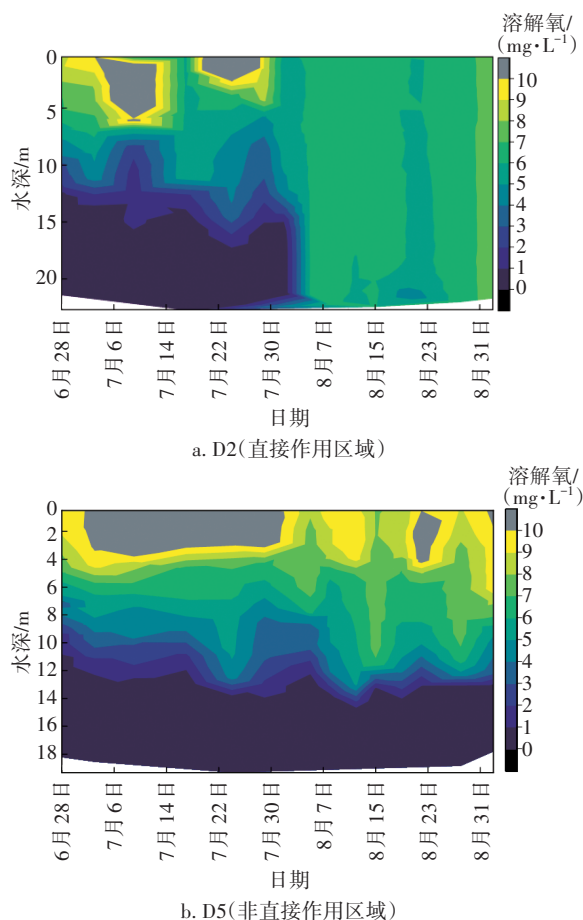 溶解氧/
(mg·L⁻¹)
0
5
10
15
20
水深/m
10
9
8
7
6
5
4
3
2
1
0
6月28日
7月6日
7月14日
7月22日
7月30日
8月7日
8月15日
8月23日
8月31日
日期
a. D2(直接作用区域)
溶解氧/
(mg·L⁻¹)
0
2
4
6
8
10
12
14
16
18
水深/m
10
9
8
7
6
5
4
3
2
1
0
6月28日
7月6日
7月14日
7月22日
7月30日
8月7日
8月15日
8月23日
8月31日
日期
b. D5(非直接作用区域)